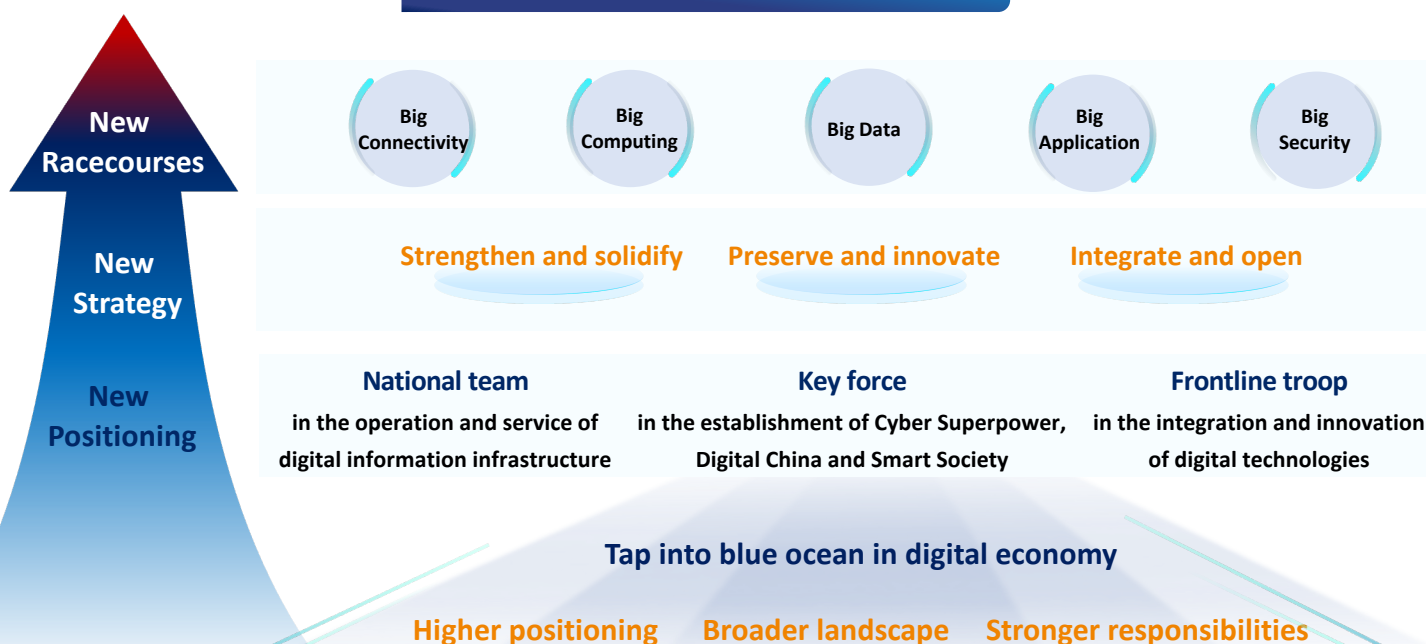 New
Racecourses
Big
Connectivity
Big
Computing
Big Data
Big
Application
Big
Security
New
Strategy
Strengthen and solidify
Preserve and innovate
Integrate and open
New
Positioning
National team
in the operation and service of
digital information infrastructure
Key force
in the establishment of Cyber Superpower,
Digital China and Smart Society
Frontline troop
in the integration and innovation
of digital technologies
Tap into blue ocean in digital economy
Higher positioning
Broader landscape
Stronger responsibilities